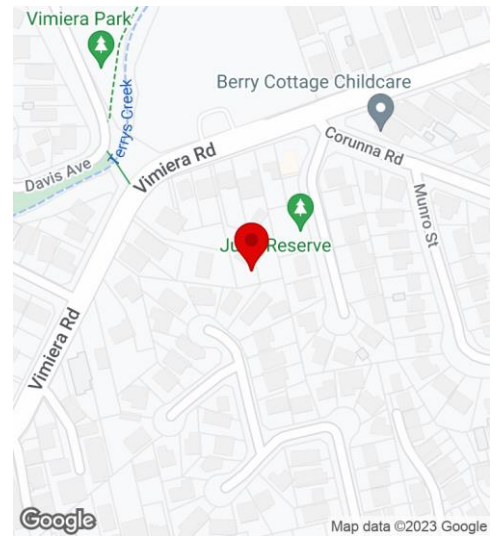 Vimiera Park
Terrys Creek
Berry Cottage Childcare
Corunna Rd
Davis Ave
Vimiera Rd
Munro St
Reserve
Vimiera Rd
Google
Map data ©2023 Google